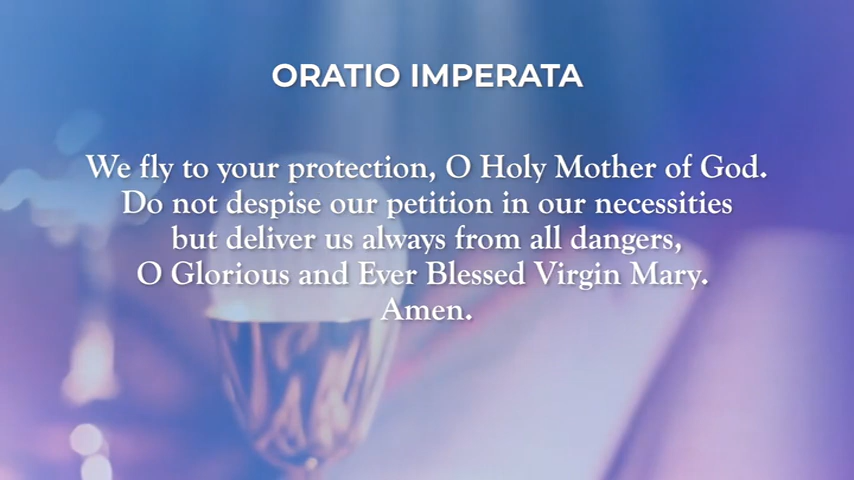 ORATIO IMPERATA
We fly to your protection, O Holy Mother of God.
Do not despise our petition in our necessities
but deliver us always from all dangers,
O Glorious and Ever Blessed Virgin Mary.
Amen.